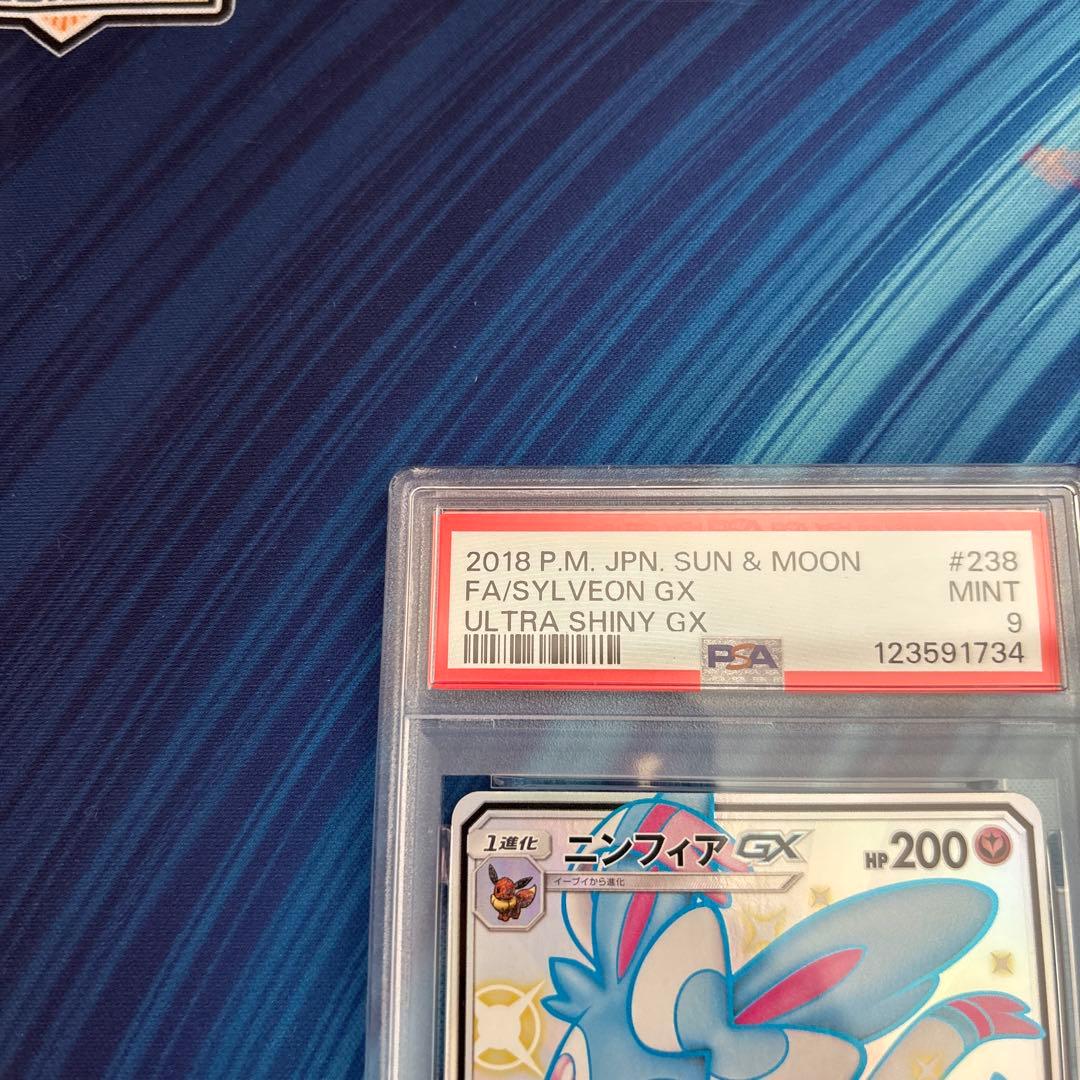 2018 P.M. JPN. SUN & MOON #238
FA/SYLVEON GX MINT
ULTRA SHINY GX 9
PSA 123591734
1進化 ニンフィアGX HP200
イーブイから進化